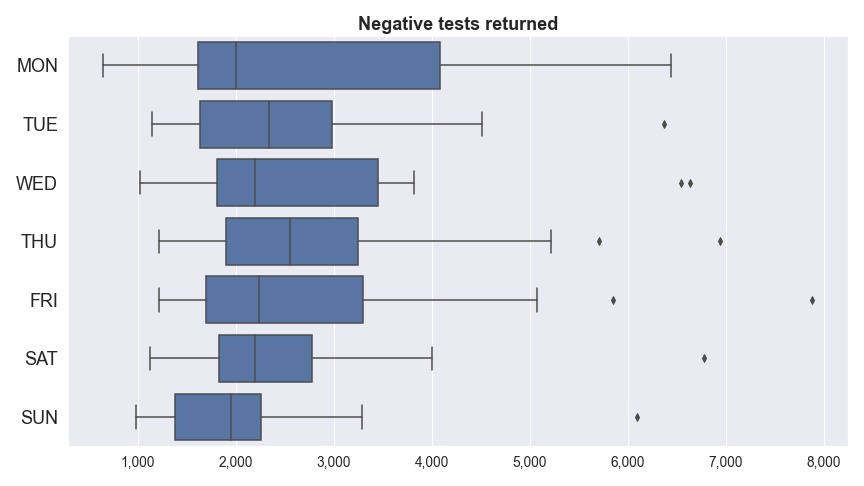 Negative tests returned
MON
TUE
WED
THU
FRI
SAT
SUN
1,000 2,000 3,000 4,000 5,000 6,000 7,000 8,000